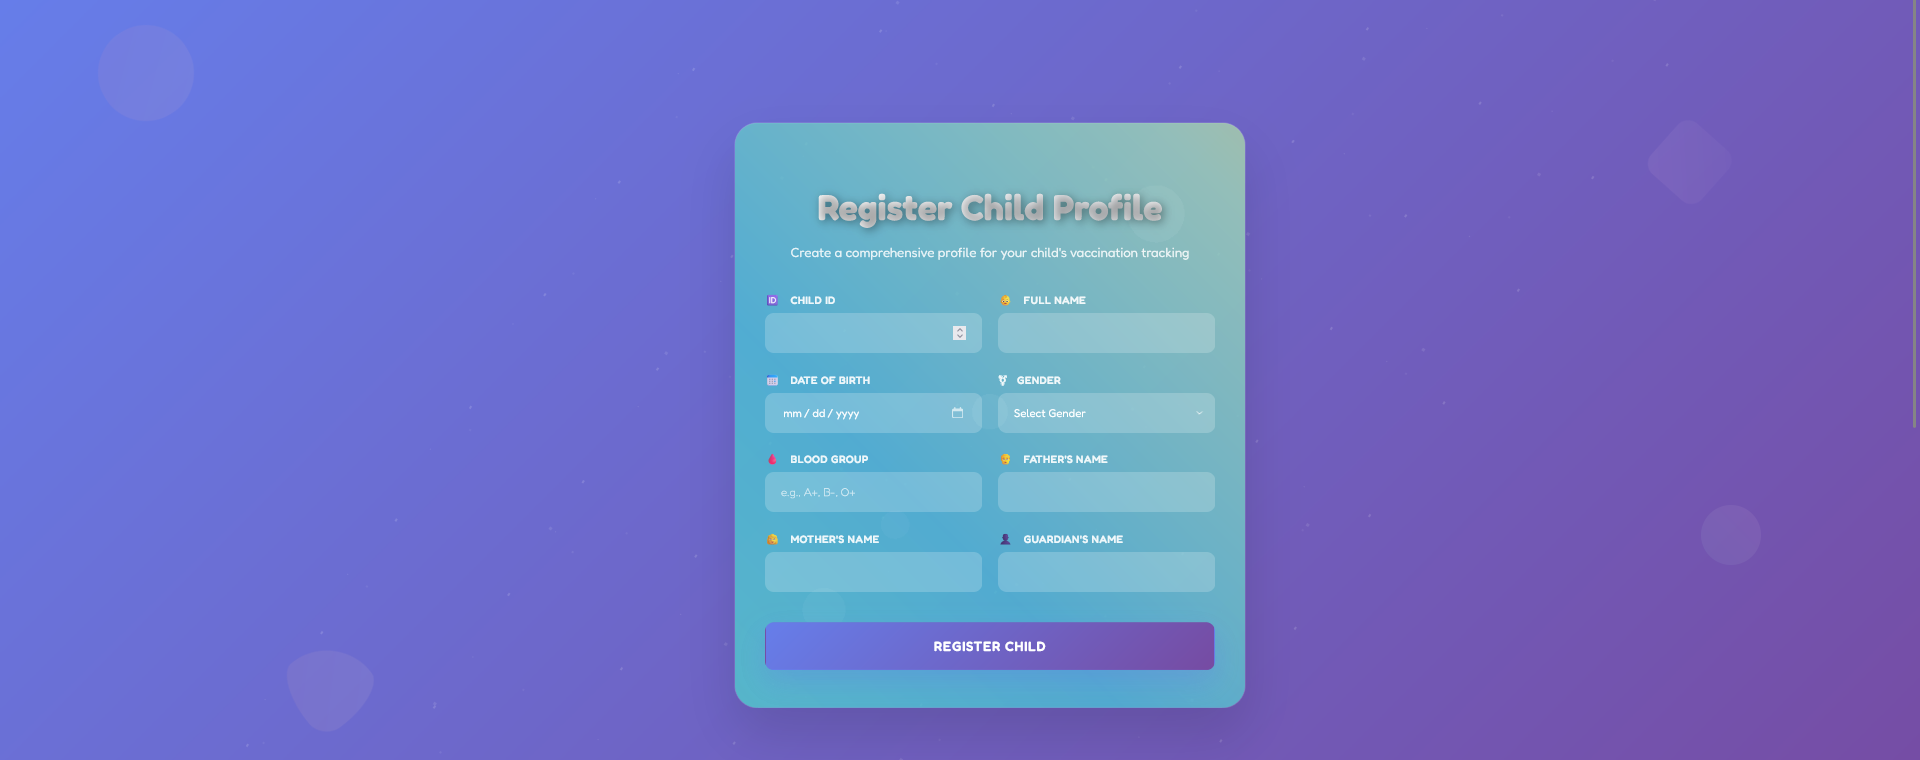 Register Child Profile
Create a comprehensive profile for your child's vaccination tracking
ID CHILD ID
FULL NAME
DATE OF BIRTH
GENDER
mm / dd / yyyy
Select Gender
BLOOD GROUP
FATHER'S NAME
e.g., A+, B-, O+
MOTHER'S NAME
GUARDIAN'S NAME
REGISTER CHILD